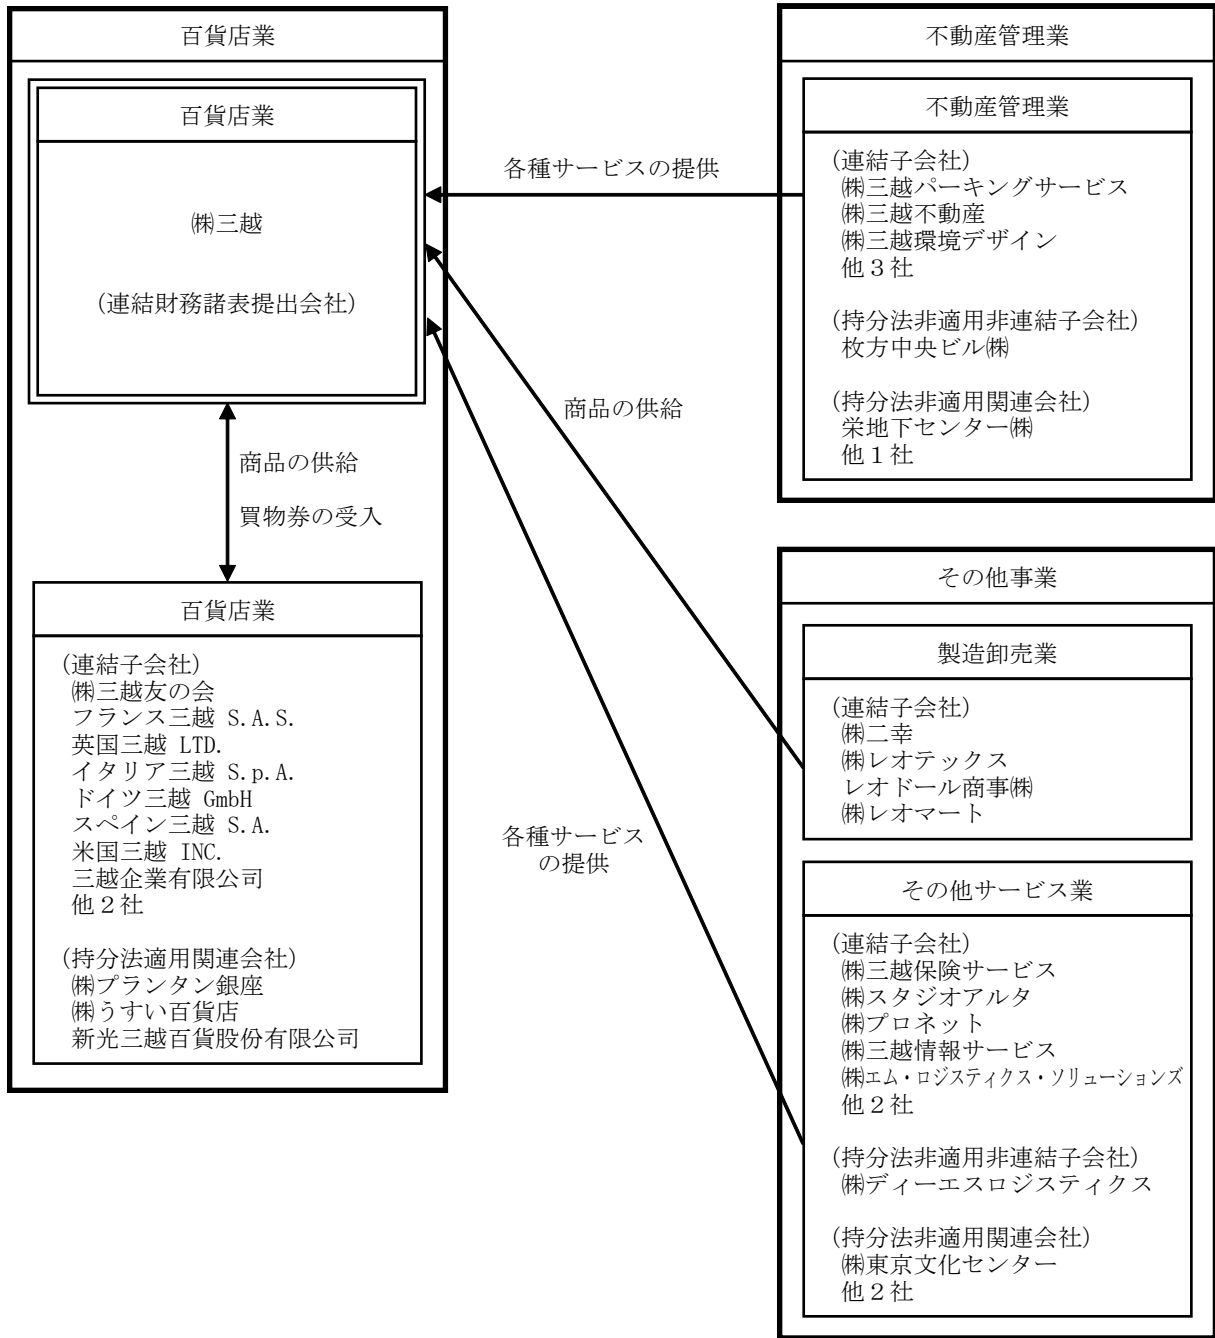 百貨店業
百貨店業
㈱三越
(連結財務諸表提出会社)
商品の供給
買物券の受入
百貨店業
(連結子会社)
㈱三越友の会
フランス三越 S.A.S.
英国三越 LTD.
イタリア三越 S.p.A.
ドイツ三越 GmbH
スペイン三越 S.A.
米国三越 INC.
三越企業有限公司
他２社
(持分法適用関連会社)
㈱プランタン銀座
㈱うすい百貨店
新光三越百貨股份有限公司
各種サービスの提供
商品の供給
各種サービス
の提供
不動産管理業
不動産管理業
(連結子会社)
㈱三越パーキングサービス
㈱三越不動産
㈱三越環境デザイン
他３社
(持分法非適用非連結子会社)
枚方中央ビル㈱
(持分法非適用関連会社)
栄地下センター㈱
他１社
その他事業
製造卸売業
(連結子会社)
㈱二幸
㈱レオテックス
レオドール商事㈱
㈱レオマート
その他サービス業
(連結子会社)
㈱三越保険サービス
㈱スタジオアルタ
㈱プロネット
㈱三越情報サービス
㈱エム・ロジスティクス・ソリューションズ
他２社
(持分法非適用非連結子会社)
㈱ディーエスロジスティクス
(持分法非適用関連会社)
㈱東京文化センター
他２社